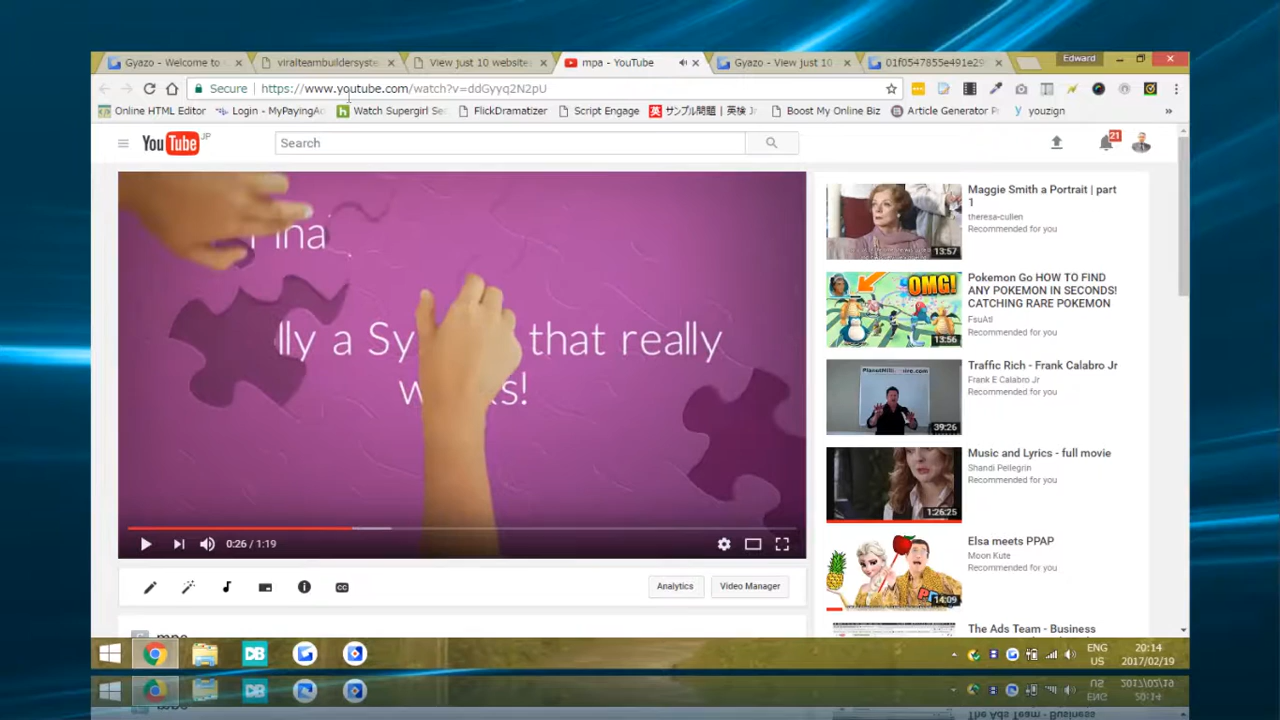 Gyazo - Welcome to
viralteambuildersyste
View just 10 website
mpa - YouTube
Gyazo - View just 10
01f0547855e491e29
Edward
Secure
https://www.youtube.com/watch?v=ddGyyq2N2pU
Online HTML Editor
Login - MyPayingA
Watch Supergirl Se
FlickDramatizer
Script Engage
サンプル問題 | 英検
Boost My Online Biz
Article Generator P
youzign
»
YouTube JP
Search
21
lly a Sy that really
0:26 / 1:19
Analytics
Video Manager
mpa
Maggie Smith a Portrait | part
1
theresa-cullen
Recommended for you
13:57
Pokemon Go HOW TO FIND
ANY POKEMON IN SECONDS!
CATCHING RARE POKEMON
FsuAtl
Recommended for you
OMG!
13:56
Traffic Rich - Frank Calabro Jr
Frank E Calabro Jr
Recommended for you
39:26
Music and Lyrics - full movie
Shandi Pellegrin
Recommended for you
1:26:25
Elsa meets PPAP
Moon Kute
Recommended for you
14:09
The Ads Team - Business
DB
ENG
US
20:14
2017/02/19